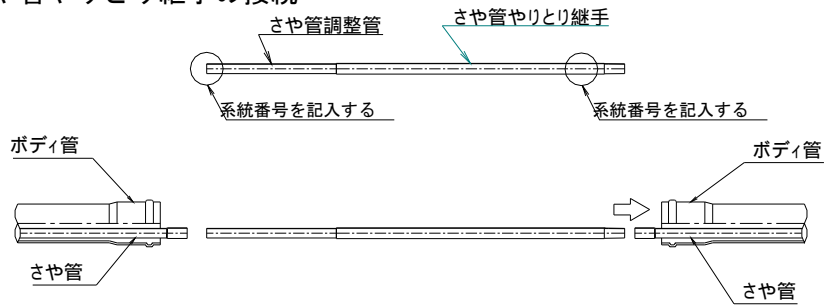 さや管調整管
さや管やりとり継手
系統番号を記入する
系統番号を記入する
ボディ管
ボディ管
さや管
さや管